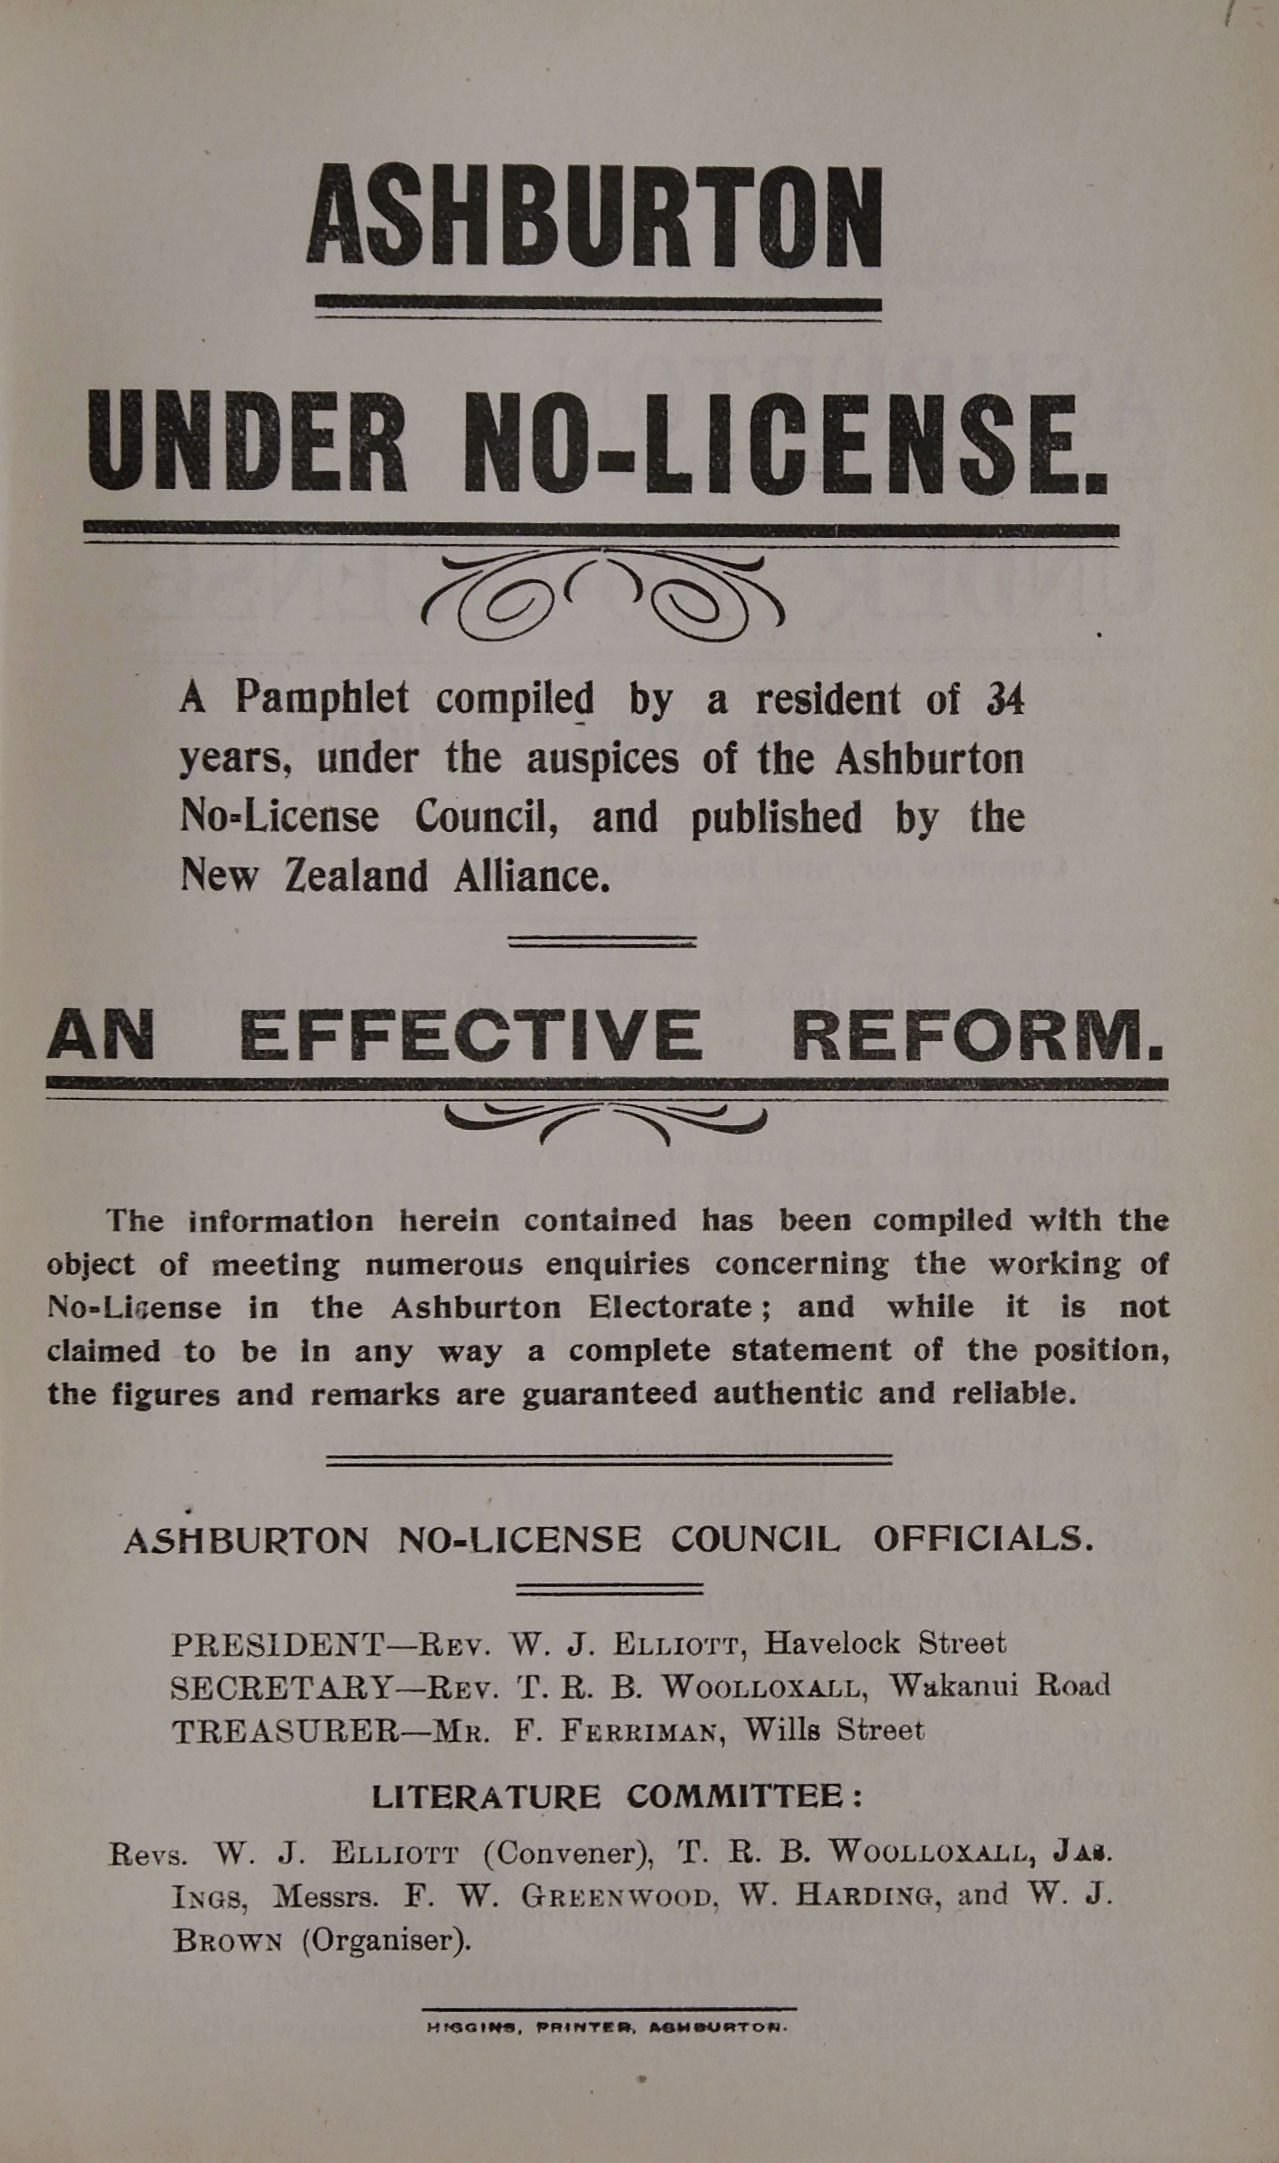 ASHBURTON
UNDER NO-LICENSE.
A Pamphlet compiled by a resident of 34
years, under the auspices of the Ashburton
No-License Council, and published by the
New Zealand Alliance.
AN EFFECTIVE REFORM.
The information herein contained has been compiled with the
object of meeting numerous enquiries concerning the working of
No-License in the Ashburton Electorate; and while it is not
claimed to be in any way a complete statement of the position,
the figures and remarks are guaranteed authentic and reliable.
ASHBURTON NO-LICENSE COUNCIL OFFICIALS.
PRESIDENT—REV. W. J. ELLIOTT, Havelock Street
SECRETARY—REV. T. R. B. WOOLLOXALL, Wakanui Road
TREASURER—MR. F. FERRIMAN, Wills Street
LITERATURE COMMITTEE:
Revs. W. J. ELLIOTT (Convener), T. R. B. WOOLLOXALL, JAS.
INGS, Messrs. F. W. GREENWOOD, W. HARDING, and W. J.
BROWN (Organiser).
HIGGINS, PRINTER, ASHBURTON.